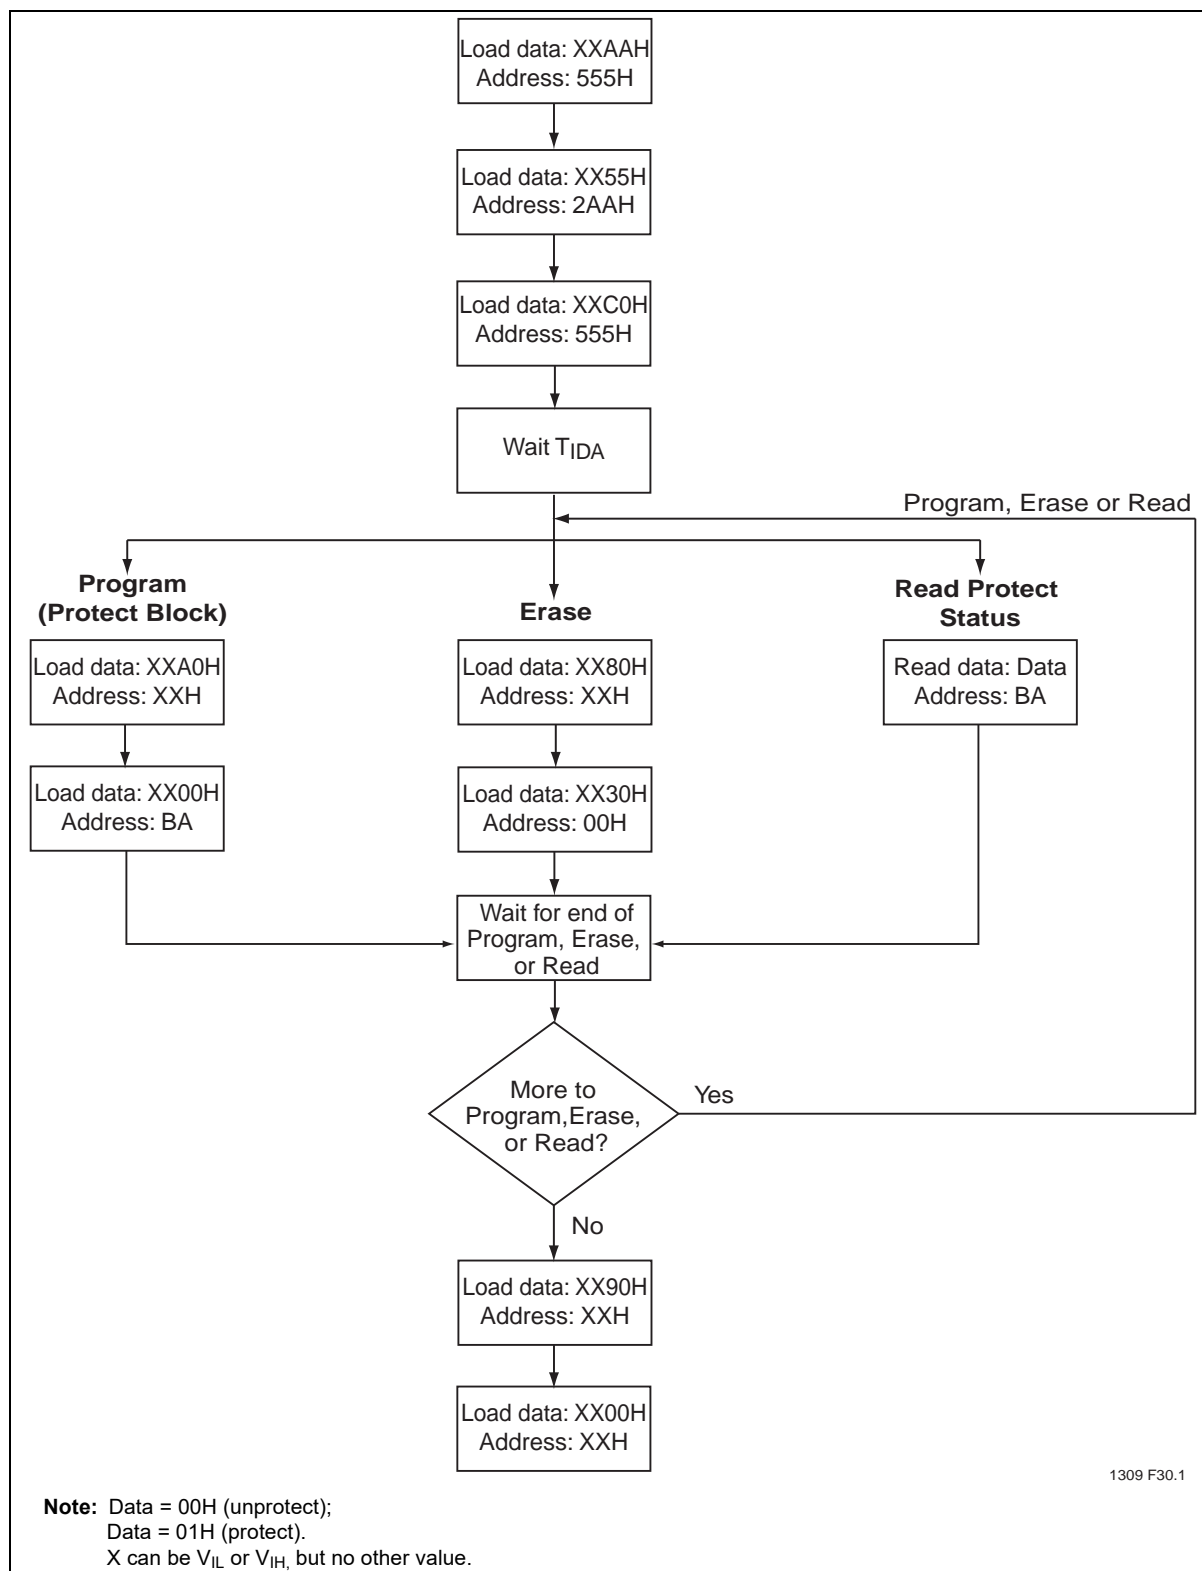 Load data: XXAAH
Address: 555H
Load data: XX55H
Address: 2AAH
Load data: XXC0H
Address: 555H
Wait TIDA
Program, Erase or Read
Program
(Protect Block)
Load data: XXA0H
Address: XXH
Load data: XX00H
Address: BA
Erase
Load data: XX80H
Address: XXH
Load data: XX30H
Address: 00H
Read Protect
Status
Read data: Data
Address: BA
Wait for end of
Program, Erase,
or Read
More to
Program,Erase,
or Read?
Yes
No
Load data: XX90H
Address: XXH
Load data: XX00H
Address: XXH
1309 F30.1
Note: Data = 00H (unprotect);
Data = 01H (protect).
X can be VIL or VIH, but no other value.